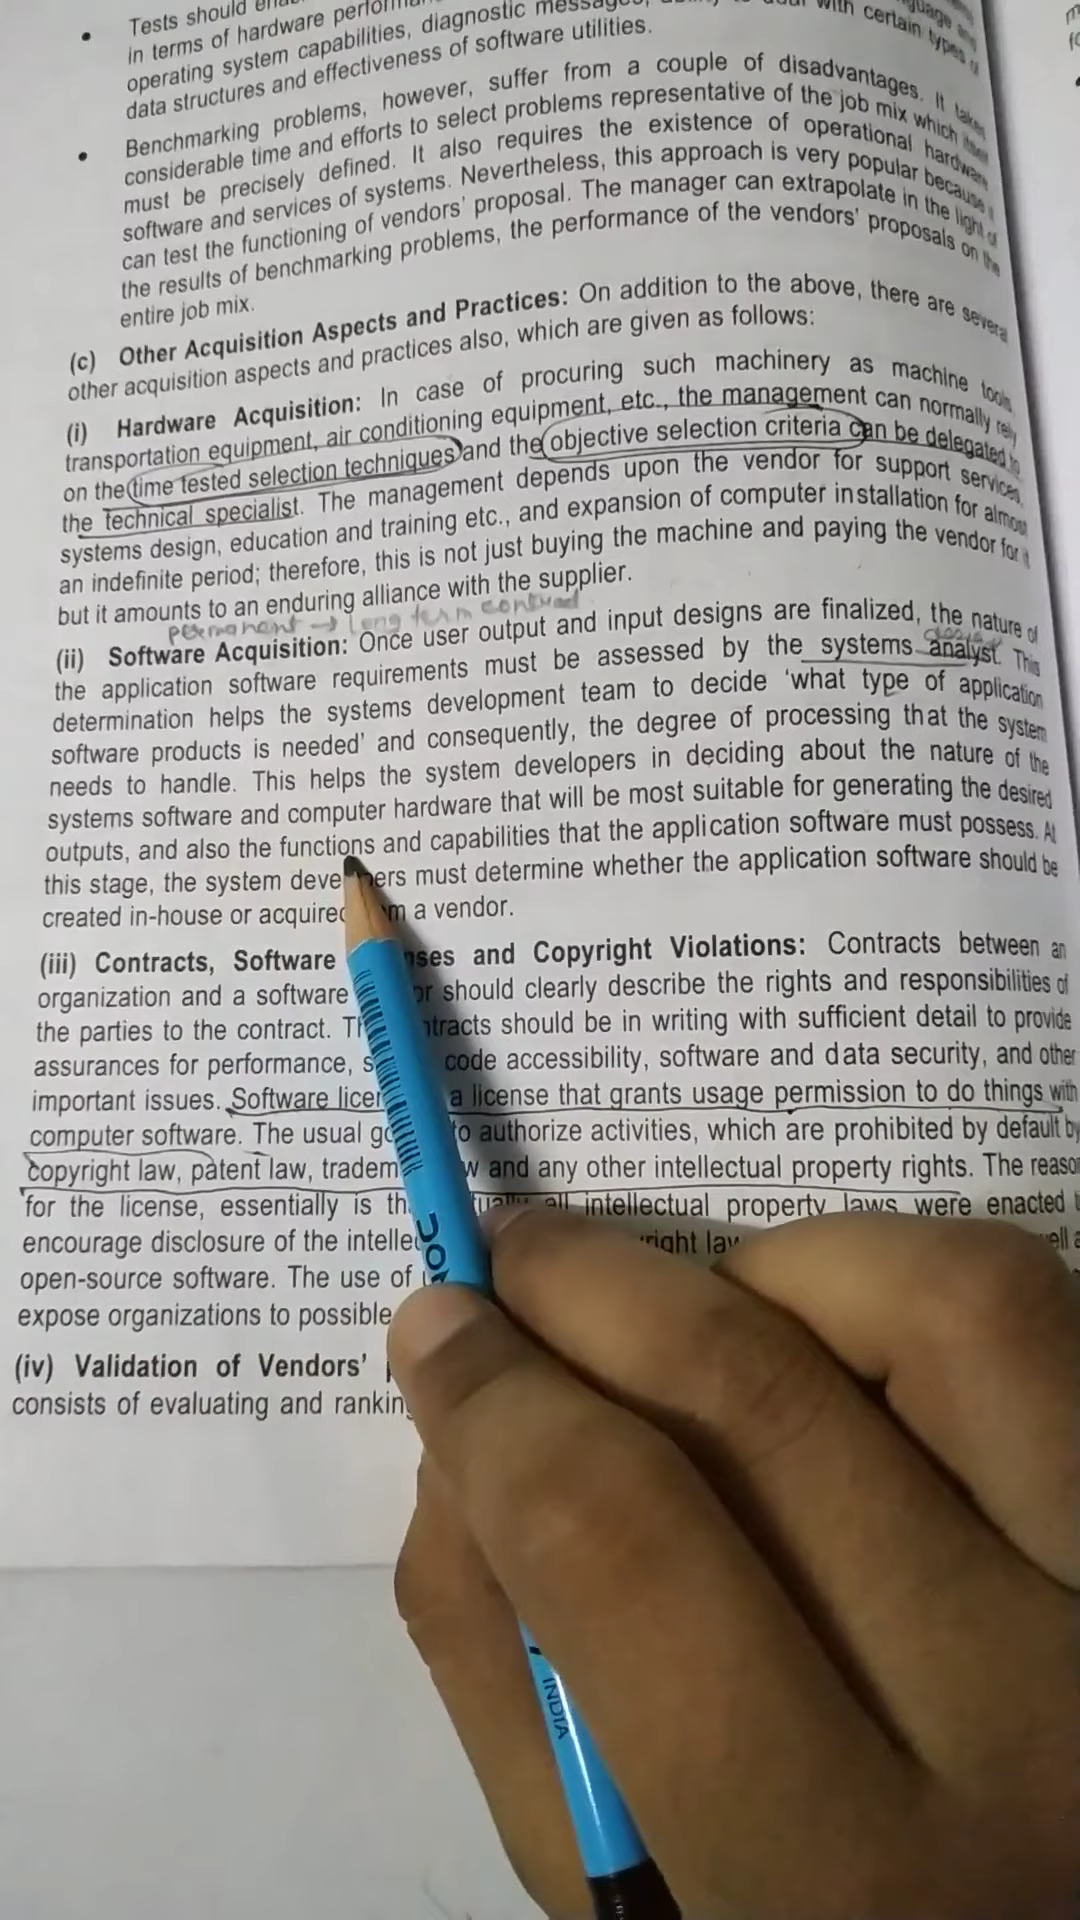 • Tests should
in terms of hardware
operating system capabilities, diagnostic with certain types of
data structures and effectiveness of software utilities.
• Benchmarking problems, however, suffer from a couple of disadvantages. It takes
considerable time and efforts to select problems representative of the job mix which itself
must be precisely defined. It also requires the existence of operational hardware
software and services of systems. Nevertheless, this approach is very popular because it
can test the functioning of vendors' proposal. The manager can extrapolate in the light of
the results of benchmarking problems, the performance of the vendors' proposals on the
entire job mix.
(c) Other Acquisition Aspects and Practices: On addition to the above, there are several
other acquisition aspects and practices also, which are given as follows:
(i) Hardware Acquisition: In case of procuring such machinery as machine tools,
transportation equipment, air conditioning equipment, etc., the management can normally rely
on the time tested selection techniques and the objective selection criteria can be delegated to
the technical specialist. The management depends upon the vendor for support services,
systems design, education and training etc., and expansion of computer installation for almost
an indefinite period; therefore, this is not just buying the machine and paying the vendor for it
but it amounts to an enduring alliance with the supplier.
permanent → long term contract
(ii) Software Acquisition: Once user output and input designs are finalized, the nature of
the application software requirements must be assessed by the systems analyst. This
determination helps the systems development team to decide 'what type of application
software products is needed' and consequently, the degree of processing that the system
needs to handle. This helps the system developers in deciding about the nature of the
systems software and computer hardware that will be most suitable for generating the desired
outputs, and also the functions and capabilities that the application software must possess. At
this stage, the system deve ers must determine whether the application software should be
created in-house or acquired m a vendor.
(iii) Contracts, Software ses and Copyright Violations: Contracts between an
organization and a software or should clearly describe the rights and responsibilities of
the parties to the contract. T tracts should be in writing with sufficient detail to provide
assurances for performance, s code accessibility, software and data security, and other
important issues. Software licen a license that grants usage permission to do things with
computer software. The usual go to authorize activities, which are prohibited by default by
copyright law, patent law, tradem w and any other intellectual property rights. The reason
for the license, essentially is th tually all intellectual property laws were enacted t
encourage disclosure of the intelle right law ell a
open-source software. The use of
expose organizations to possible
(iv) Validation of Vendors'
consists of evaluating and ranking
DOM
INDIA